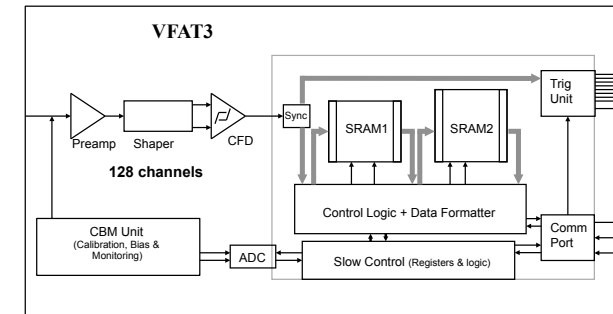 VFAT3
Trig
Unit
Sync
SRAM1
SRAM2
Preamp
Shaper
CFD
128 channels
Control Logic + Data Formatter
CBM Unit
(Calibration, Bias &
Monitoring)
ADC
Slow Control (Registers & logic)
Comm
Port